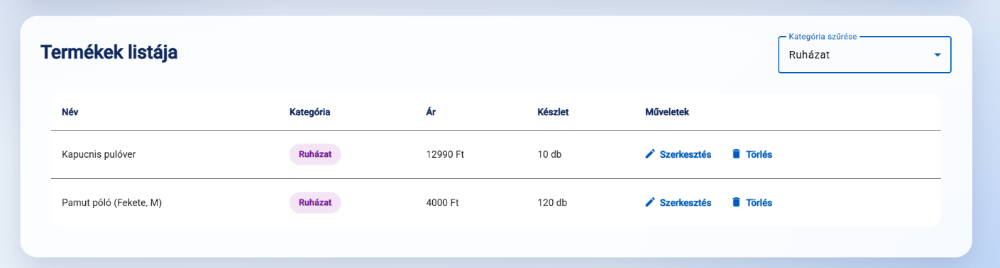 Kategória szűrése
Termékek listája
Ruházat
Név Kategória Ár Készlet Műveletek
Kapucnis pulóver Ruházat 12990 Ft 10 db Szerkesztés Törlés
Pamut póló (Fekete, M) Ruházat 4000 Ft 120 db Szerkesztés Törlés